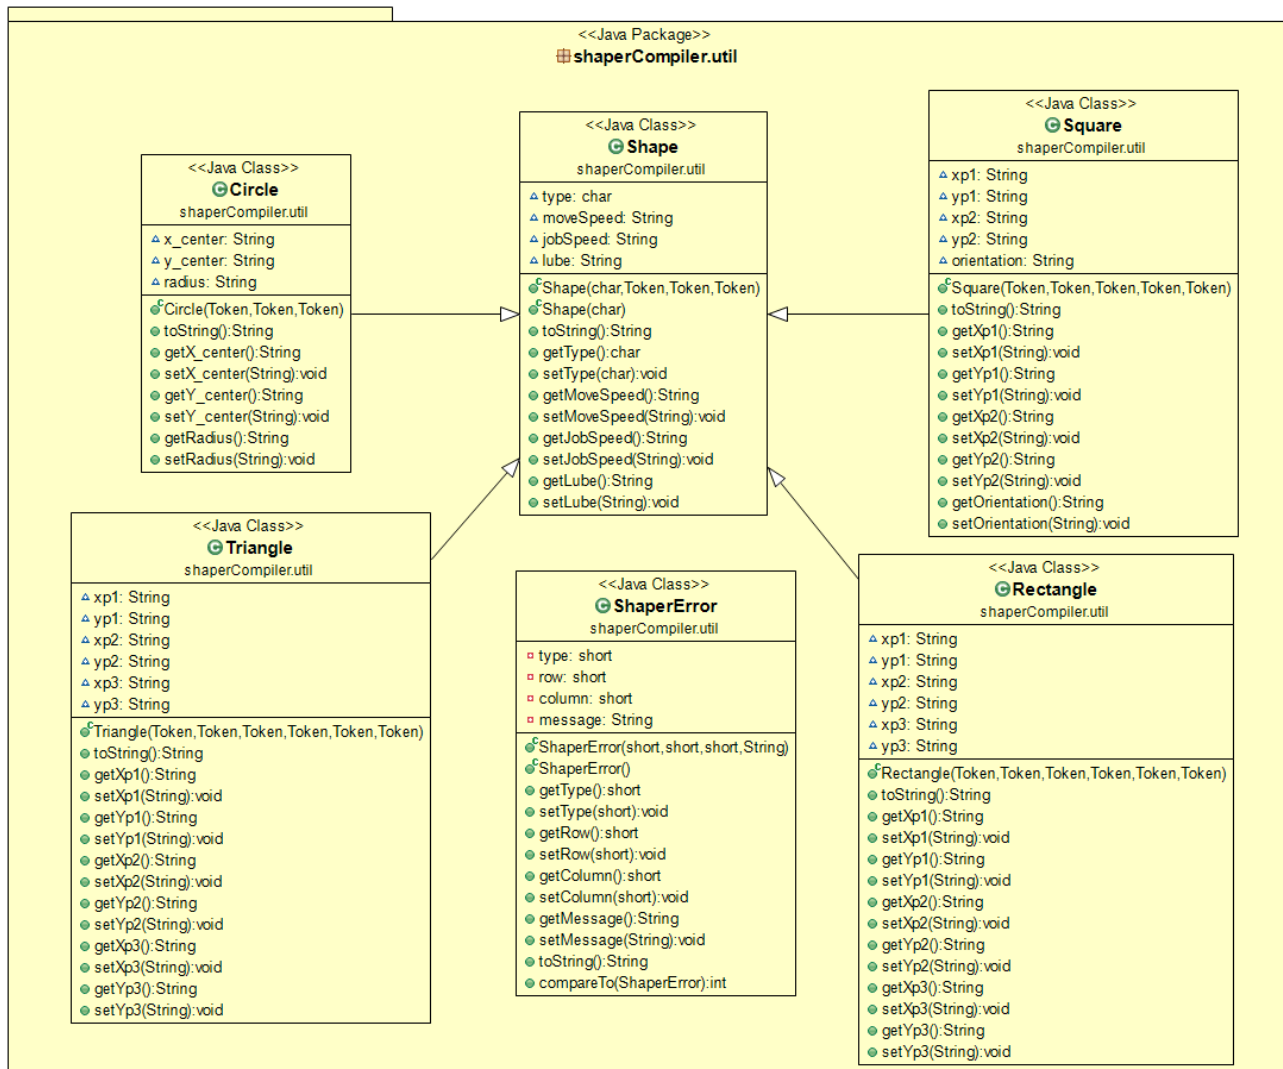 <<Java Package>>
shaperCompiler.util
<<Java Class>>
Circle
shaperCompiler.util
x_center: String
y_center: String
radius: String
Circle(Token,Token,Token)
toString():String
getX_center():String
setX_center(String):void
getY_center():String
setY_center(String):void
getRadius():String
setRadius(String):void
<<Java Class>>
Shape
shaperCompiler.util
type: char
moveSpeed: String
jobSpeed: String
lube: String
Shape(char,Token,Token,Token)
Shape(char)
toString():String
getType():char
setType(char):void
getMoveSpeed():String
setMoveSpeed(String):void
getJobSpeed():String
setJobSpeed(String):void
getLube():String
setLube(String):void
<<Java Class>>
Square
shaperCompiler.util
xp1: String
yp1: String
xp2: String
yp2: String
orientation: String
Square(Token,Token,Token,Token,Token)
toString():String
getXp1():String
setXp1(String):void
getYp1():String
setYp1(String):void
getXp2():String
setXp2(String):void
getYp2():String
setYp2(String):void
getOrientation():String
setOrientation(String):void
<<Java Class>>
Triangle
shaperCompiler.util
xp1: String
yp1: String
xp2: String
yp2: String
xp3: String
yp3: String
Triangle(Token,Token,Token,Token,Token,Token)
toString():String
getXp1():String
setXp1(String):void
getYp1():String
setYp1(String):void
getXp2():String
setXp2(String):void
getYp2():String
setYp2(String):void
getXp3():String
setXp3(String):void
getYp3():String
setYp3(String):void
<<Java Class>>
ShaperError
shaperCompiler.util
type: short
row: short
column: short
message: String
ShaperError(short,short,short,String)
ShaperError()
getType():short
setType(short):void
getRow():short
setRow(short):void
getColumn():short
setColumn(short):void
getMessage():String
setMessage(String):void
toString():String
compareTo(ShaperError):int
<<Java Class>>
Rectangle
shaperCompiler.util
xp1: String
yp1: String
xp2: String
yp2: String
xp3: String
yp3: String
Rectangle(Token,Token,Token,Token,Token,Token)
toString():String
getXp1():String
setXp1(String):void
getYp1():String
setYp1(String):void
getXp2():String
setXp2(String):void
getYp2():String
setYp2(String):void
getXp3():String
setXp3(String):void
getYp3():String
setYp3(String):void